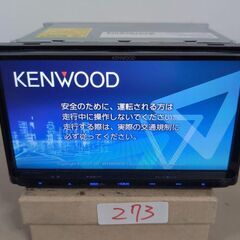 KENWOOD
KENWOOD
安全のために、運転される方は
走行中に操作しないでください。
走行する際は、実際の交通規制に
必ず従ってください。
273